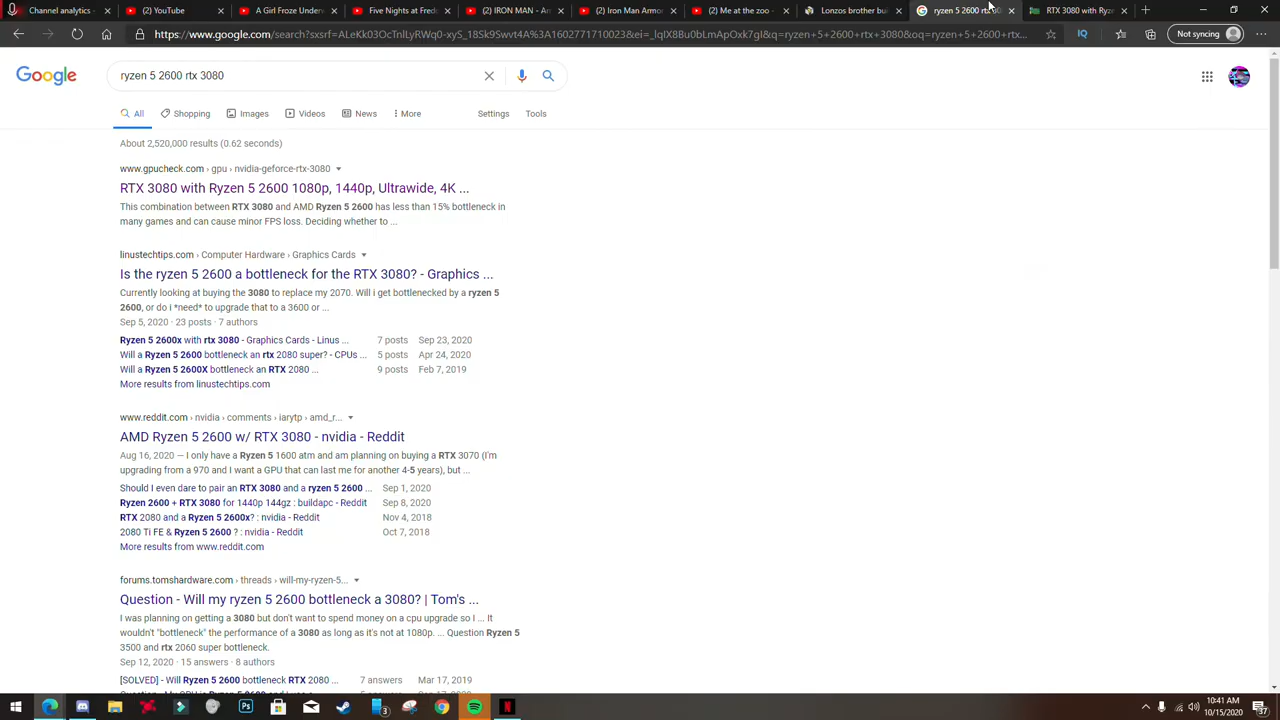 Channel analytics
(2) YouTube
A Girl Froze Under
Five Nights at Fred
(2) IRON MAN - Am
(2) Iron Man Armo
(2) Me at the zoo -
Lonzos brother bu
ryzen 5 2600 rtx 30
RTX 3080 with Ryze
Not syncing
Google
ryzen 5 2600 rtx 3080
All
Shopping
Images
Videos
News
More
Settings
Tools
About 2,520,000 results (0.62 seconds)
www.gpucheck.com › gpu › nvidia-geforce-rtx-3080
RTX 3080 with Ryzen 5 2600 1080p, 1440p, Ultrawide, 4K ...
This combination between RTX 3080 and AMD Ryzen 5 2600 has less than 15% bottleneck in
many games and can cause minor FPS loss. Deciding whether to ...
linustechtips.com › Computer Hardware › Graphics Cards
Is the ryzen 5 2600 a bottleneck for the RTX 3080? - Graphics ...
Currently looking at buying the 3080 to replace my 2070. Will i get bottlenecked by a ryzen 5
2600, or do i *need* to upgrade that to a 3600 or ...
Sep 5, 2020 · 23 posts · 7 authors
Ryzen 5 2600x with rtx 3080 - Graphics Cards - Linus ... 7 posts Sep 23, 2020
Will a Ryzen 5 2600 bottleneck an rtx 2080 super? - CPUs ... 5 posts Apr 24, 2020
Will a Ryzen 5 2600X bottleneck an RTX 2080 ... 9 posts Feb 7, 2019
More results from linustechtips.com
www.reddit.com › nvidia › comments › iarytp › amd_r...
AMD Ryzen 5 2600 w/ RTX 3080 - nvidia - Reddit
Aug 16, 2020 — I only have a Ryzen 5 1600 atm and am planning on buying a RTX 3070 (I'm
upgrading from a 970 and I want a GPU that can last me for another 4-5 years), but ...
Should I even dare to pair an RTX 3080 and a ryzen 5 2600 ... Sep 1, 2020
Ryzen 2600 + RTX 3080 for 1440p 144gz : buildapc - Reddit Sep 8, 2020
RTX 2080 and a Ryzen 5 2600x? : nvidia - Reddit Nov 4, 2018
2080 Ti FE & Ryzen 5 2600 ? : nvidia - Reddit Oct 7, 2018
More results from www.reddit.com
forums.tomshardware.com › threads › will-my-ryzen-5...
Question - Will my ryzen 5 2600 bottleneck a 3080? | Tom's ...
I was planning on getting a 3080 but don't want to spend money on a cpu upgrade so I ... It
wouldn't "bottleneck" the performance of a 3080 as long as it's not at 1080p. ... Question Ryzen 5
3500 and rtx 2060 super bottleneck.
Sep 12, 2020 · 15 answers · 8 authors
[SOLVED] - Will Ryzen 5 2600 bottleneck RTX 2080 ... 7 answers Mar 17, 2019
10:41 AM
10/15/2020
37